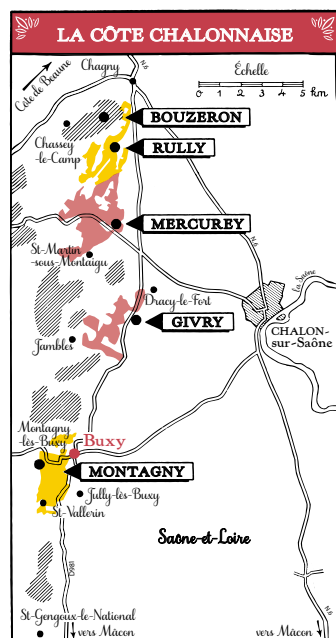 LA CÔTE CHALONNAISE
Côte de Beaune
Chagny
N6
Échelle
0 1 2 3 4 5 km
BOUZERON
Chassey
-le-Camp
RULLY
MERCUREY
N6
St-Martin
-sous-Montaigu
La Saône
Dracy-le-Fort
GIVRY
CHALON-
sur-Saône
Jambles
Montagny
-lès-Buxy
Buxy
MONTAGNY
Jully-lès-Buxy
St-Vallerin
Saône-et-Loire
D981
St-Gengoux-le-National
N6
vers Mâcon
vers Mâcon